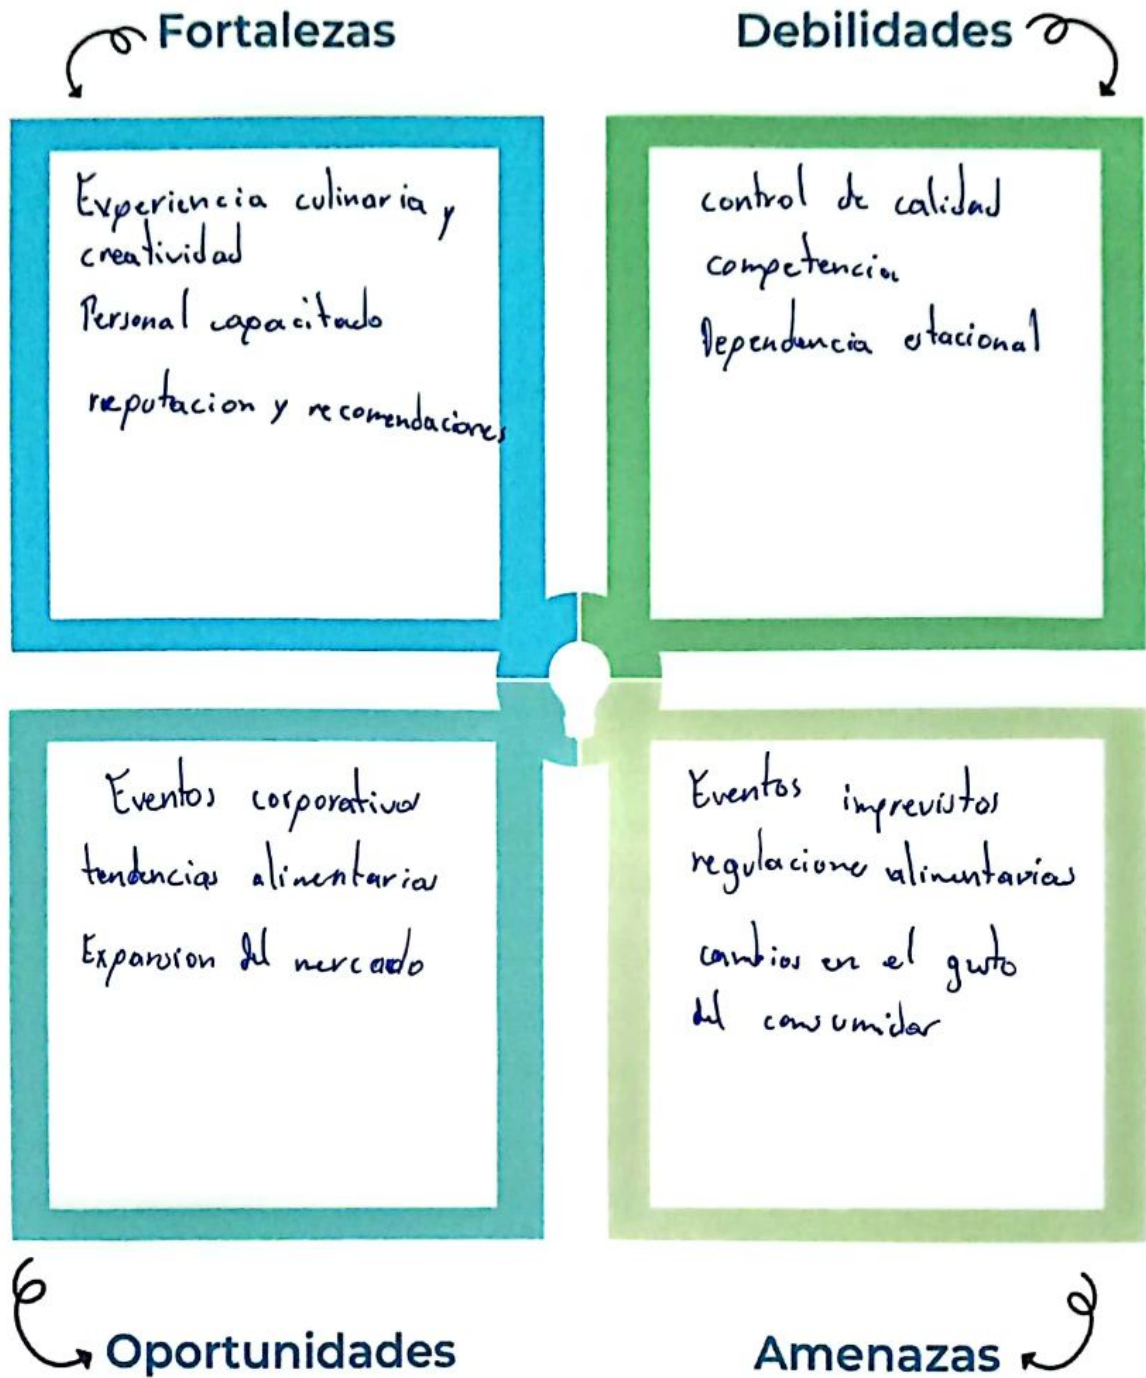 Fortalezas
Experiencia culinaria y
creatividad
Personal capacitado
reputacion y recomendaciones
Debilidades
control de calidad
competencia
Dependencia estacional
Eventos corporativos
tendencias alimentarias
Expansion del mercado
Oportunidades
Eventos imprevistos
regulaciones alimentarias
cambios en el gusto
del consumidor
Amenazas